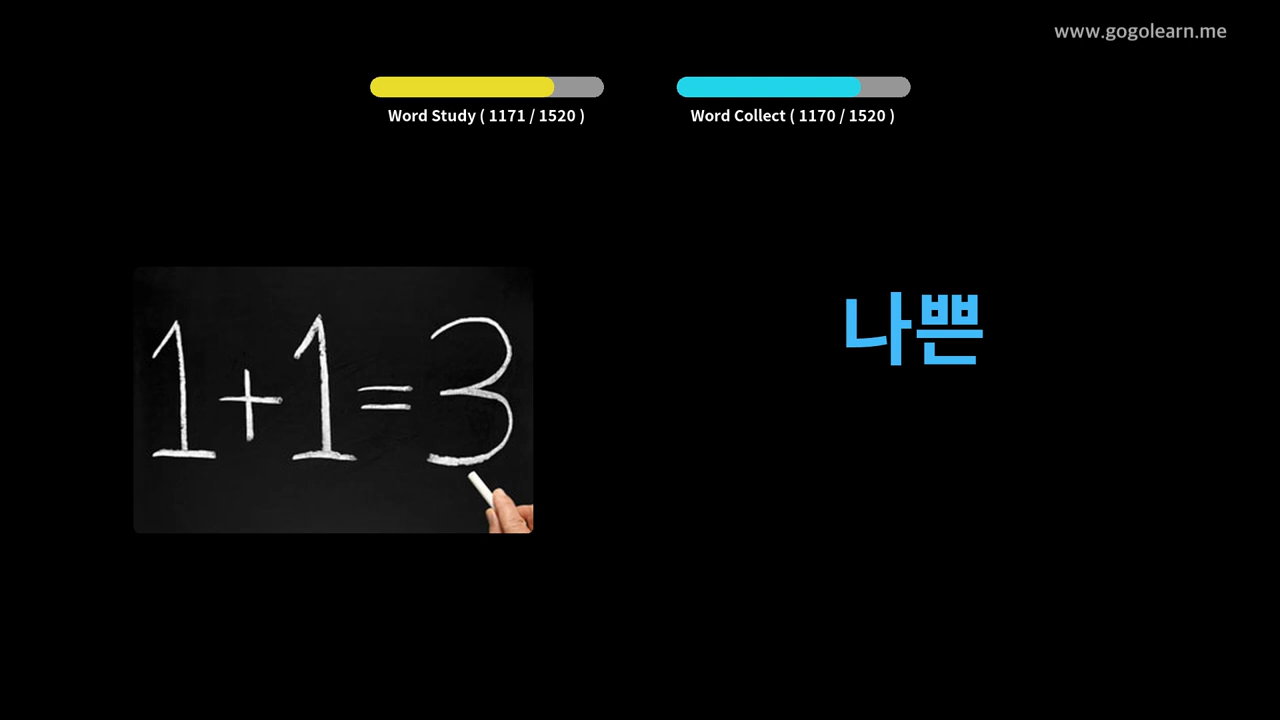 www.gogolearn.me
Word Study ( 1171 / 1520 )
Word Collect ( 1170 / 1520 )
1+1=3
나쁜